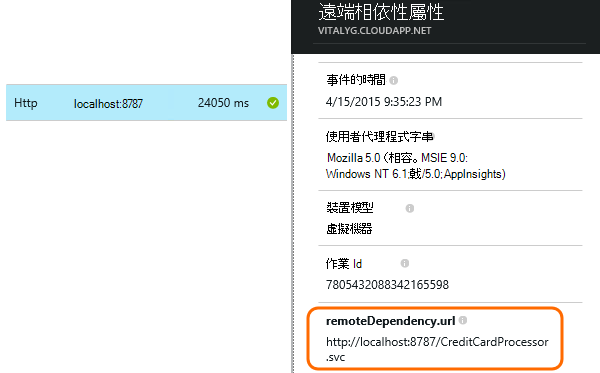 Http localhost:8787 24050 ms
遠端相依性屬性
VITALYG.CLOUDAPP.NET
事件的時間
4/15/2015 9:35:23 PM
使用者代理程式字串
Mozilla 5.0 (相容。MSIE 9.0:
Windows NT 6.1;戟/5.0;AppInsights)
裝置模型
虛擬機器
作業 Id
7805432088342165598
remoteDependency.url
http://localhost:8787/CreditCardProcessor
.svc